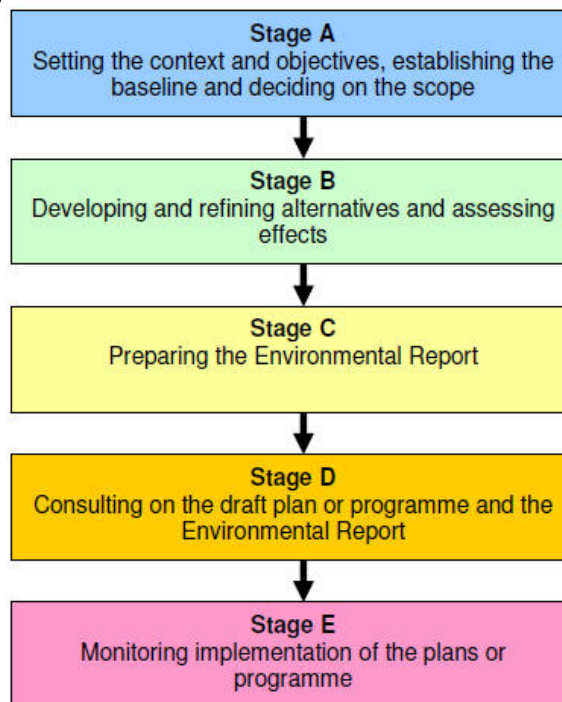 Stage A
Setting the context and objectives, establishing the
baseline and deciding on the scope
Stage B
Developing and refining alternatives and assessing
effects
Stage C
Preparing the Environmental Report
Stage D
Consulting on the draft plan or programme and the
Environmental Report
Stage E
Monitoring implementation of the plans or
programme